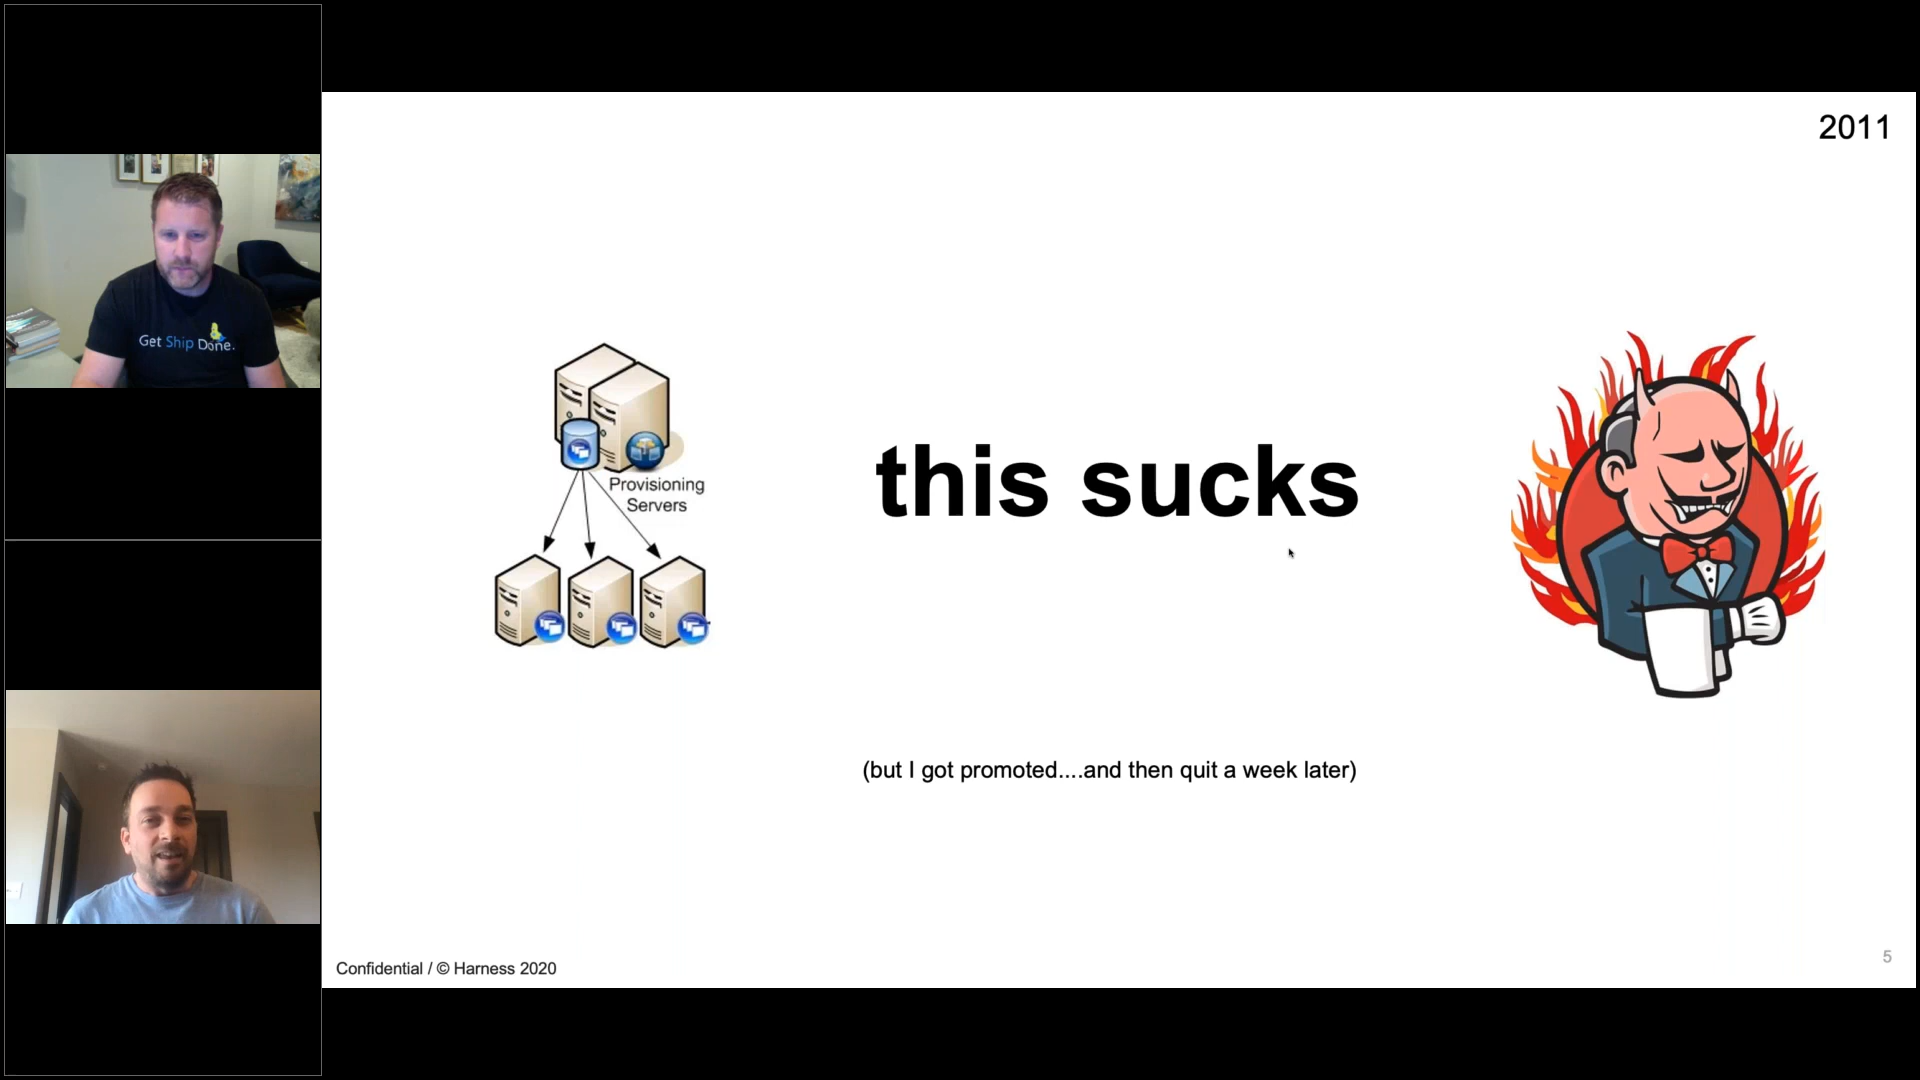 2011
Get Ship Done.
Provisioning
Servers
this sucks
(but I got promoted....and then quit a week later)
Confidential / © Harness 2020
5